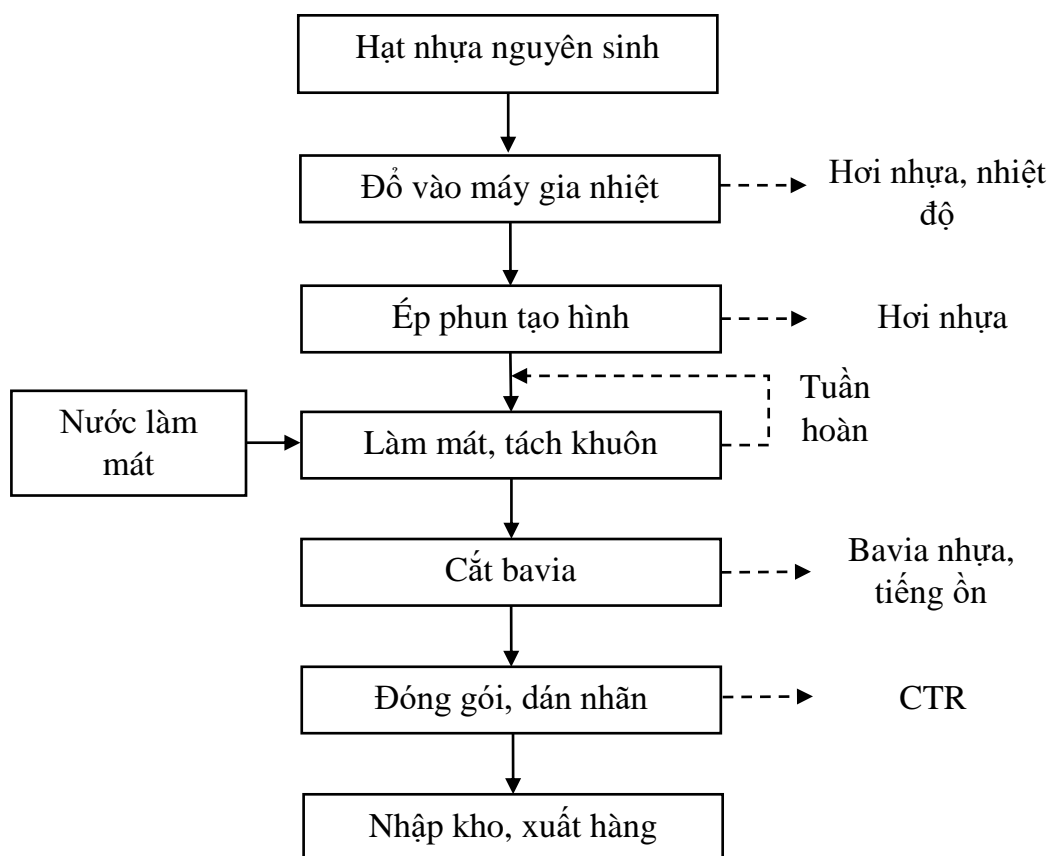 Hạt nhựa nguyên sinh
Đổ vào máy gia nhiệt
Hơi nhựa, nhiệt
độ
Ép phun tạo hình
Hơi nhựa
Tuần
hoàn
Nước làm
mát
Làm mát, tách khuôn
Cắt bavia
Bavia nhựa,
tiếng ồn
Đóng gói, dán nhãn
CTR
Nhập kho, xuất hàng